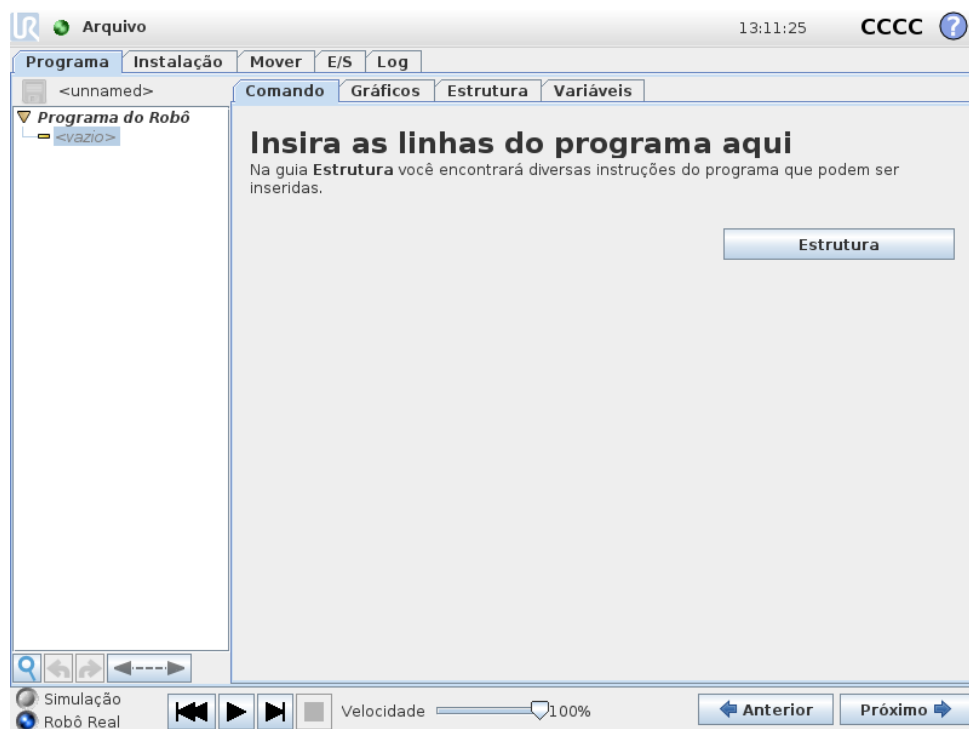 UR Arquivo 13:11:25 CCCC ?
Programa Instalação Mover E/S Log
<unnamed> Comando Gráficos Estrutura Variáveis
Programa do Robô
<vazio>
Insira as linhas do programa aqui
Na guia Estrutura você encontrará diversas instruções do programa que podem ser
inseridas.
Estrutura
Simulação
Robô Real
Velocidade 100% Anterior Próximo